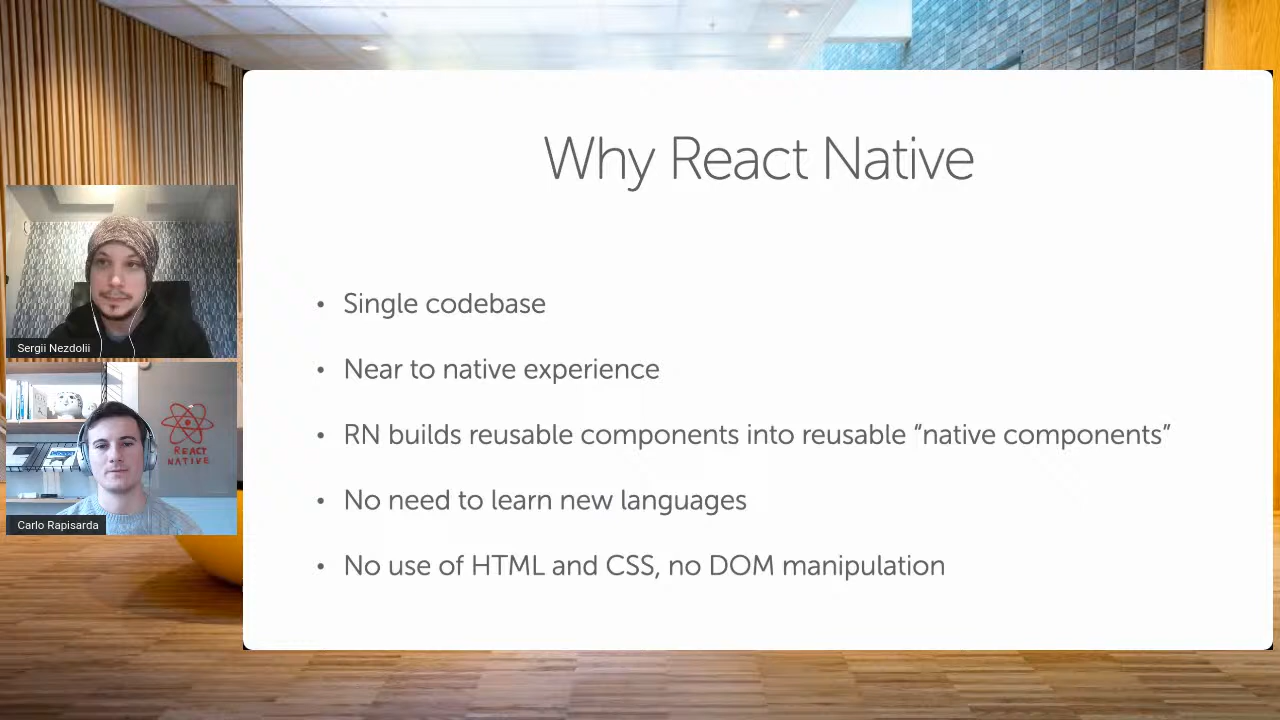 Why React Native
• Single codebase
• Near to native experience
• RN builds reusable components into reusable “native components”
• No need to learn new languages
• No use of HTML and CSS, no DOM manipulation
Sergii Nezdolii
REACT
NATIVE
Carlo Rapisarda